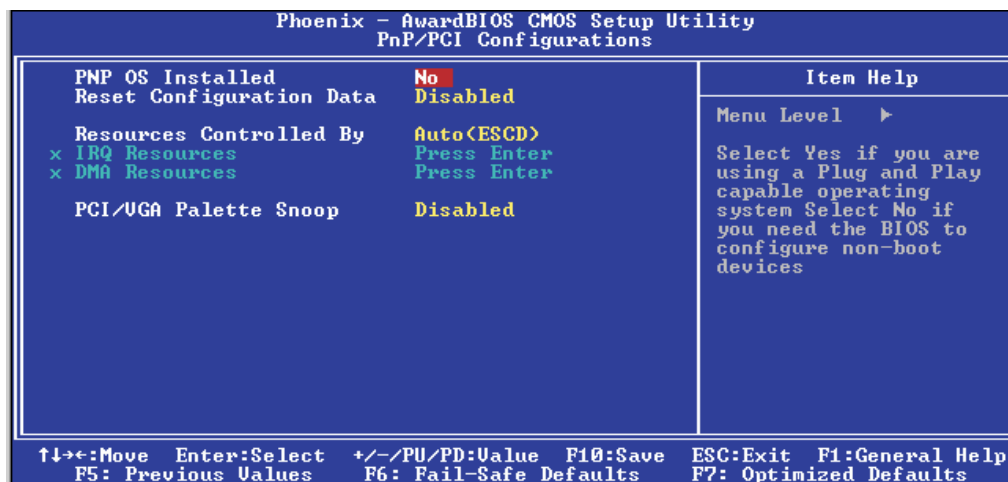 Phoenix - AwardBIOS CMOS Setup Utility
PnP/PCI Configurations
PNP OS Installed No
Reset Configuration Data Disabled
Resources Controlled By Auto(ESCD)
x IRQ Resources Press Enter
x DMA Resources Press Enter
PCI/VGA Palette Snoop Disabled
Item Help
Menu Level ▶
Select Yes if you are
using a Plug and Play
capable operating
system Select No if
you need the BIOS to
configure non-boot
devices
↑↓→←:Move Enter:Select +/-/PU/PD:Value F10:Save ESC:Exit F1:General Help
F5: Previous Values F6: Fail-Safe Defaults F7: Optimized Defaults